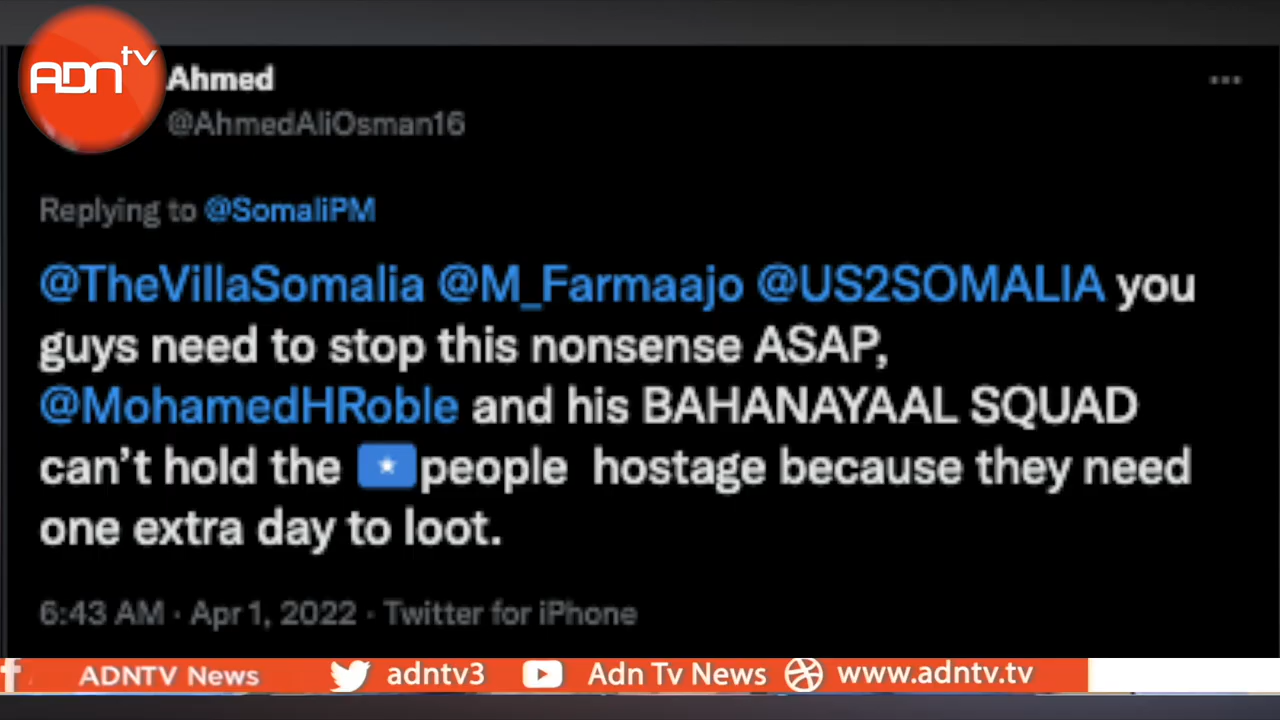 ADN tv
Ahmed
@AhmedAliOsman16
Replying to @SomaliPM
@TheVillaSomalia @M_Farmaajo @US2SOMALIA you
guys need to stop this nonsense ASAP,
@MohamedHRoble and his BAHANAYAAL SQUAD
can't hold the 🇸🇴people hostage because they need
one extra day to loot.
6:43 AM · Apr 1, 2022 · Twitter for iPhone
ADNTV News adntv3 Adn Tv News www.adntv.tv